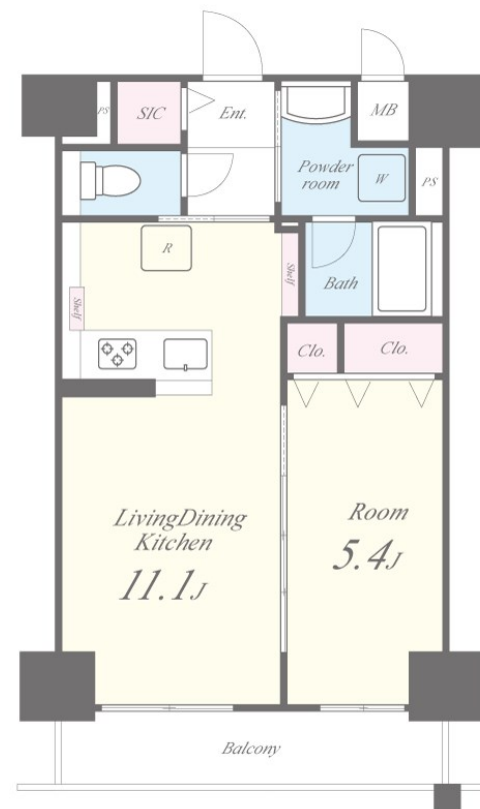 PS
SIC
Ent.
MB
Powder
room
W
PS
R
Shelf
Bath
Shelf
Clo.
Clo.
LivingDining
Kitchen
11.1J
Room
5.4J
Balcony